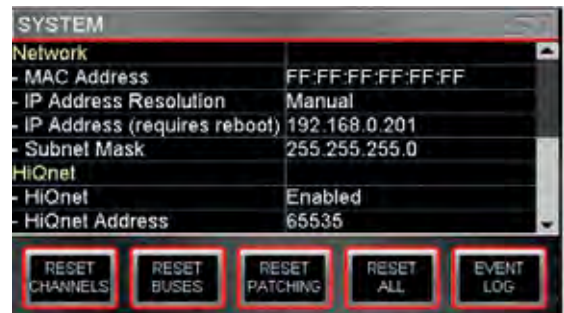 SYSTEM
Network
- MAC Address FF:FF:FF:FF:FF:FF
- IP Address Resolution Manual
- IP Address (requires reboot) 192.168.0.201
- Subnet Mask 255.255.255.0
HiQnet
- HiQnet Enabled
- HiQnet Address 65535
RESET CHANNELS
RESET BUSES
RESET PATCHING
RESET ALL
EVENT LOG